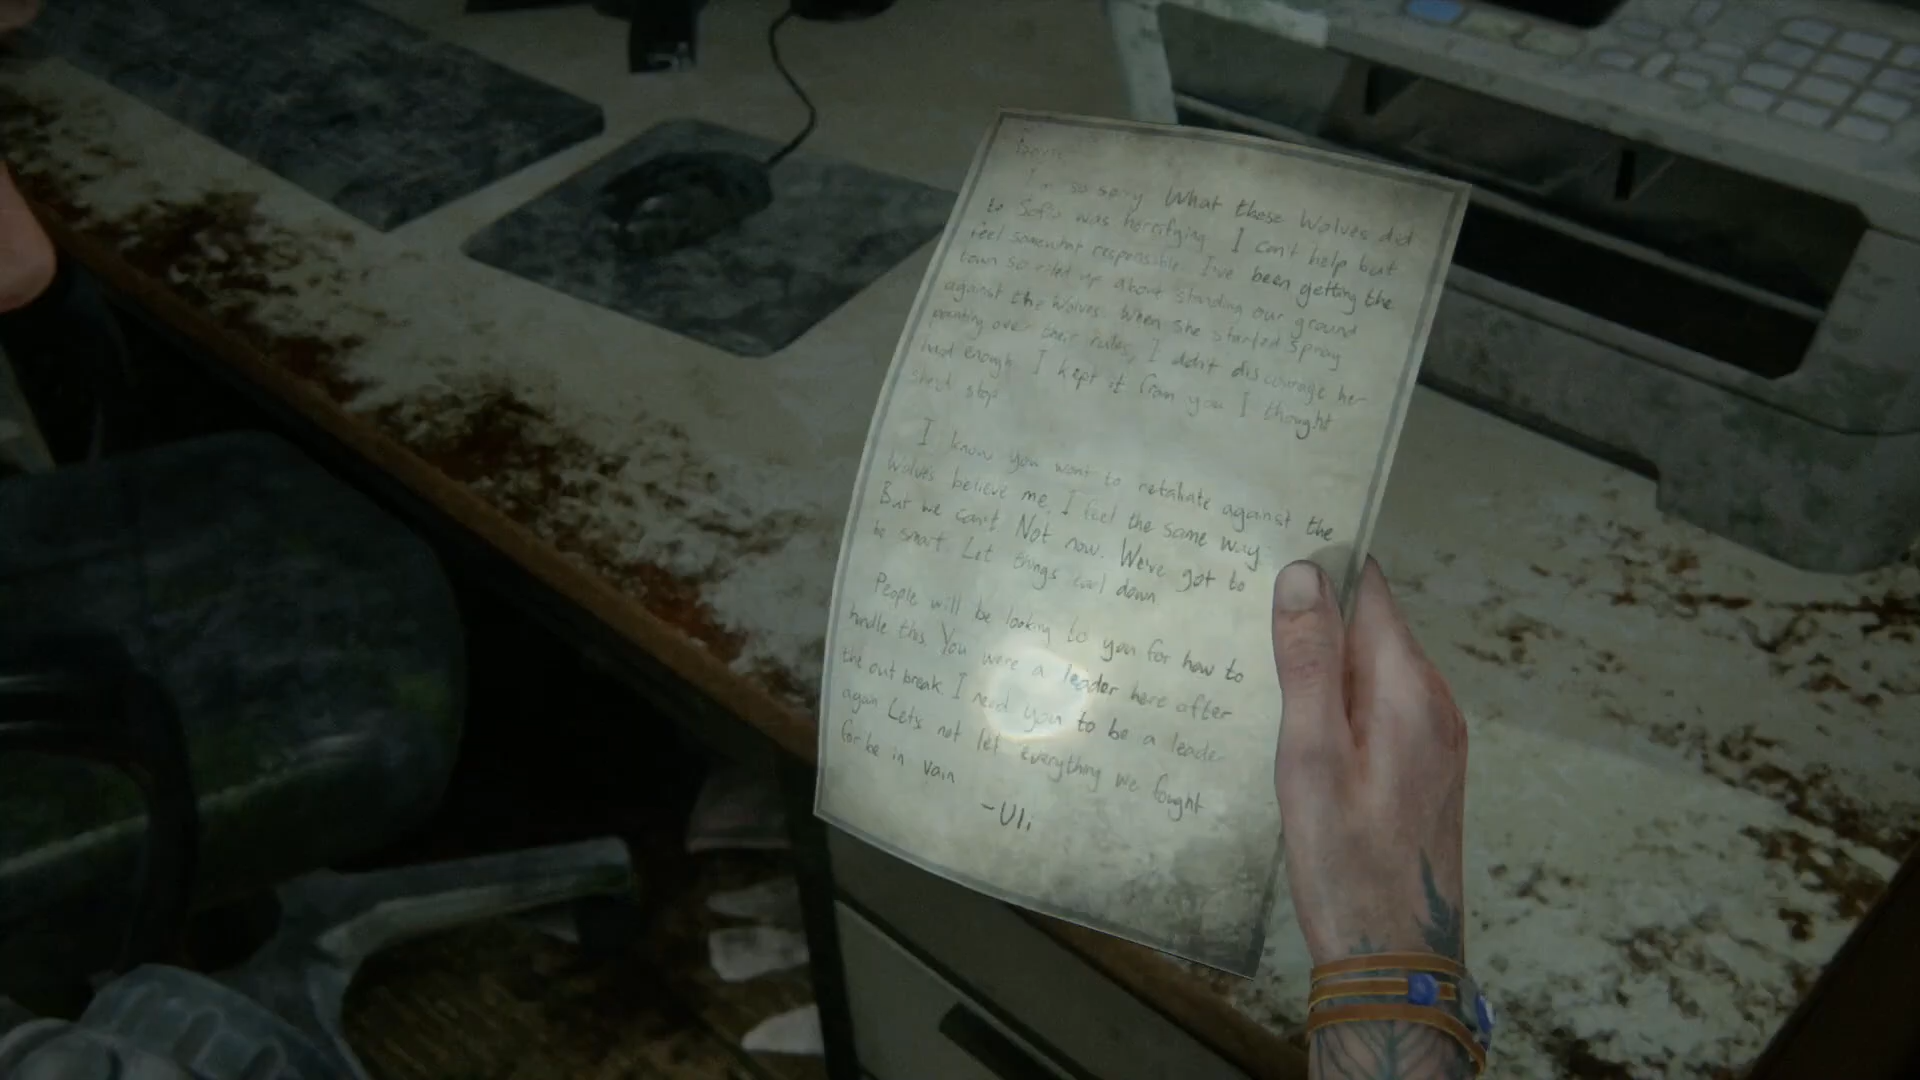 I'm so sorry What those Wolves did
to Sofia was horrifying. I can't help but
feel somewhat responsible. I've been getting the
town so riled up about standing our ground
against the Wolves. When she started spray
painting over their rules, I didn't discourage her
hard enough I kept it from you I thought
she'd stop
I know you want to retaliate against the
Wolves believe me, I feel the same way.
But we can't Not now. We've got to
be smart. Let things cool down
People will be looking to you for how to
handle this. You were a leader here after
the out break. I need you to be a leader
again Let's not let everything we fought
for be in vain
-Uli